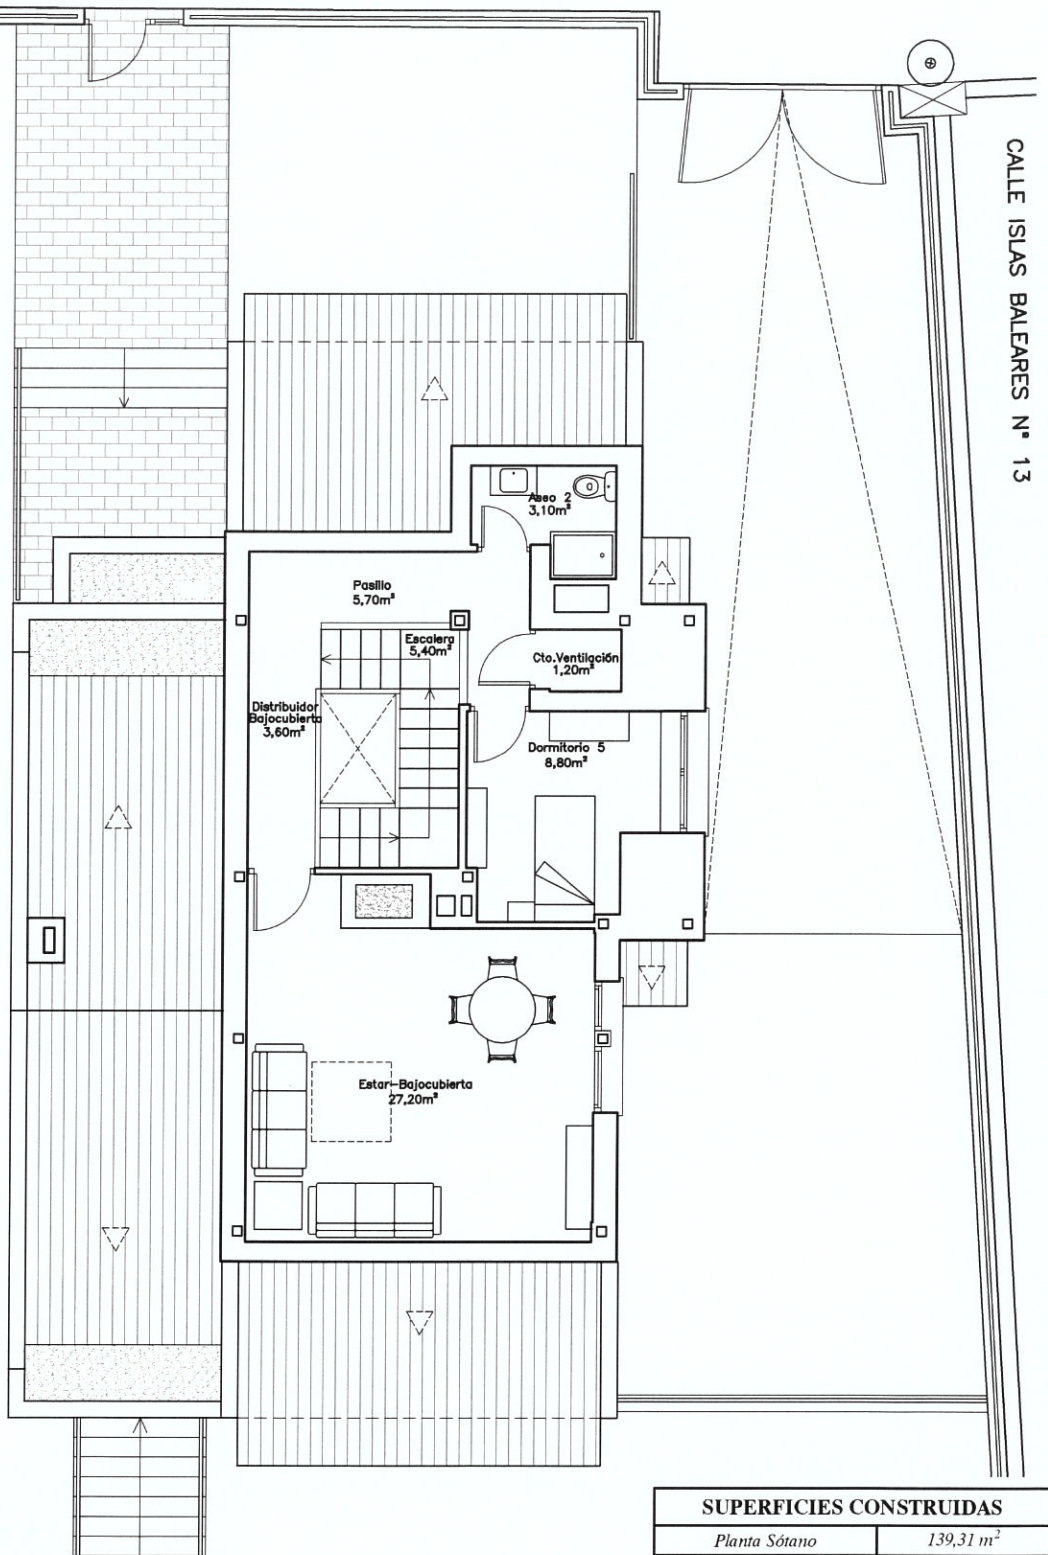 CALLE ISLAS BALEARES Nº 13
Aseo 2
3,10m²
Pasillo
5,70m²
Escalera
5,40m²
Cto.Ventilación
1,20m²
Distribuidor
Bajocubierta
3,60m²
Dormitorio 5
8,80m²
Estar-Bajocubierta
27,20m²
SUPERFICIES CONSTRUIDAS
Planta Sótano 139,31 m²